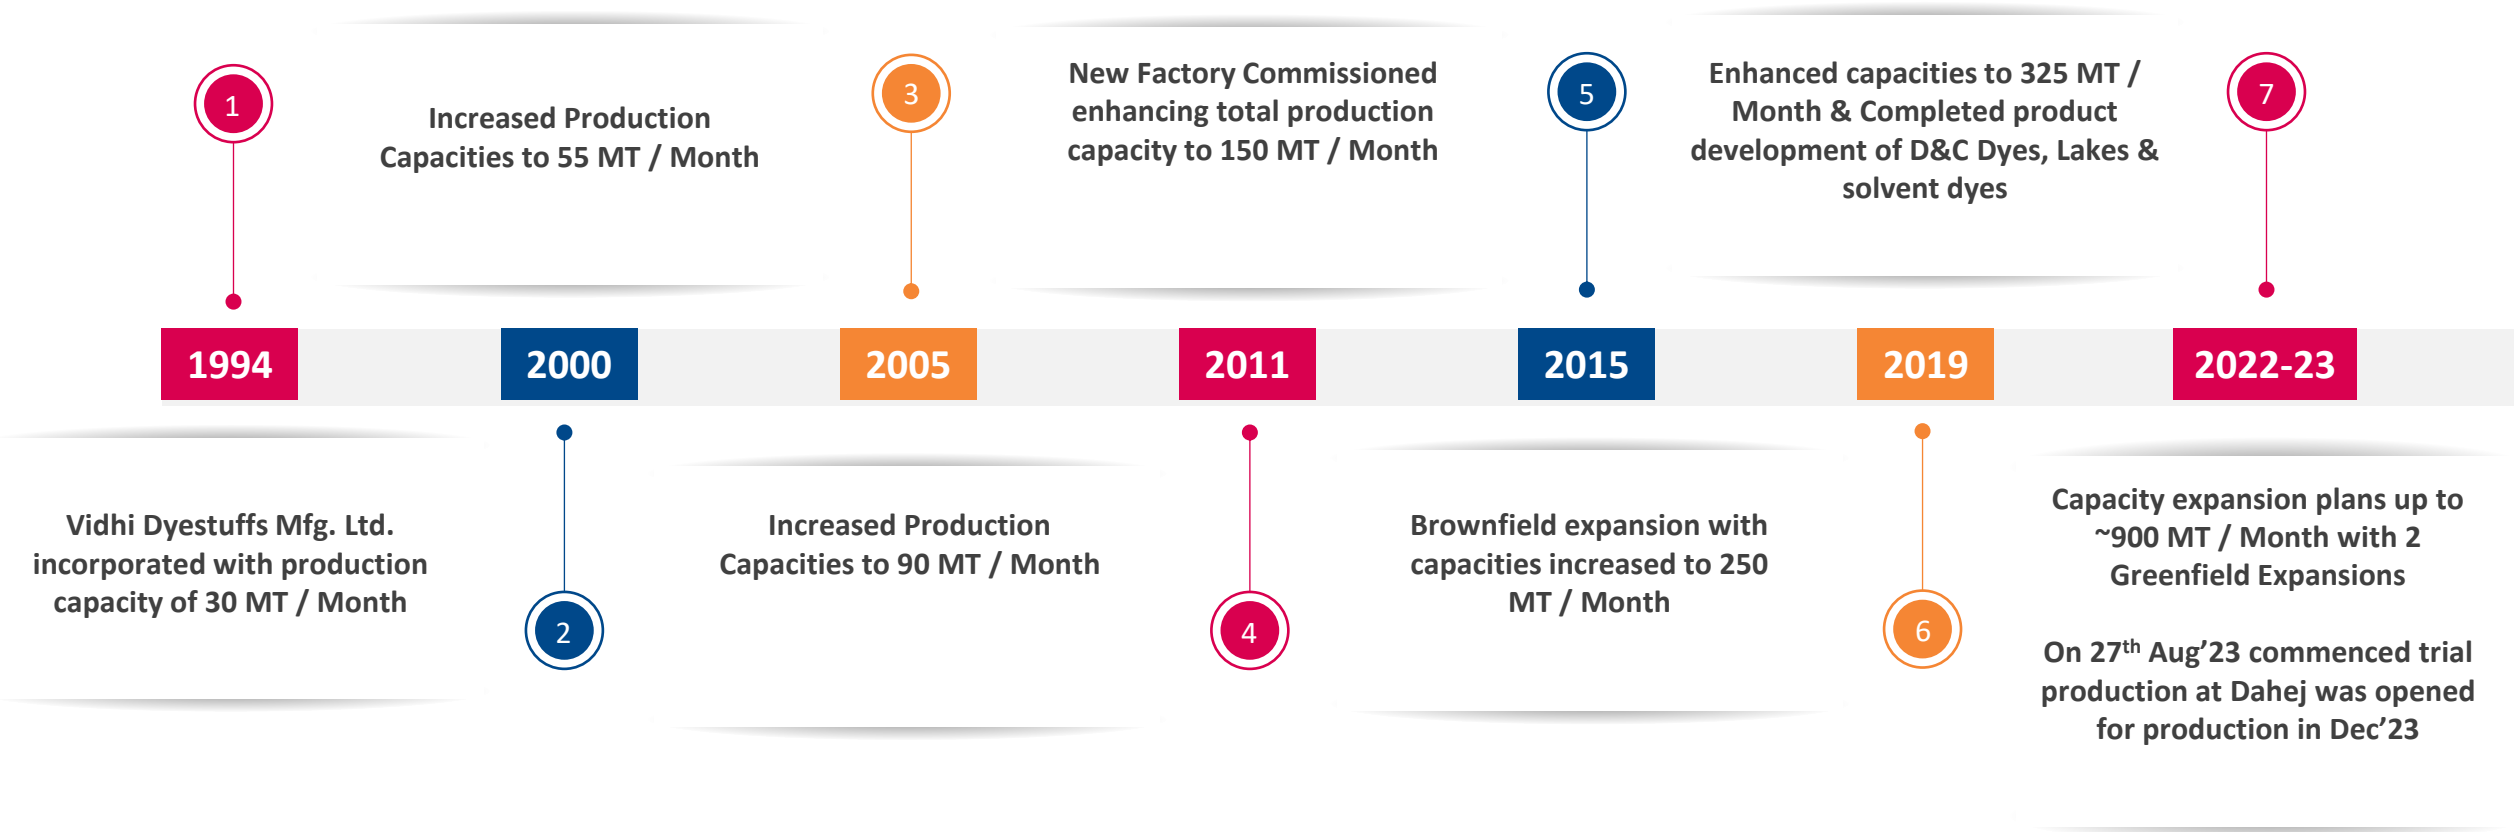 1
Increased Production
Capacities to 55 MT / Month
3
New Factory Commissioned
enhancing total production
capacity to 150 MT / Month
5
Enhanced capacities to 325 MT /
Month & Completed product
development of D&C Dyes, Lakes &
solvent dyes
7
1994
2000
2005
2011
2015
2019
2022-23
Vidhi Dyestuffs Mfg. Ltd.
incorporated with production
capacity of 30 MT / Month
2
Increased Production
Capacities to 90 MT / Month
4
Brownfield expansion with
capacities increased to 250
MT / Month
6
Capacity expansion plans up to
~900 MT / Month with 2
Greenfield Expansions
On 27th Aug’23 commenced trial
production at Dahej was opened
for production in Dec’23